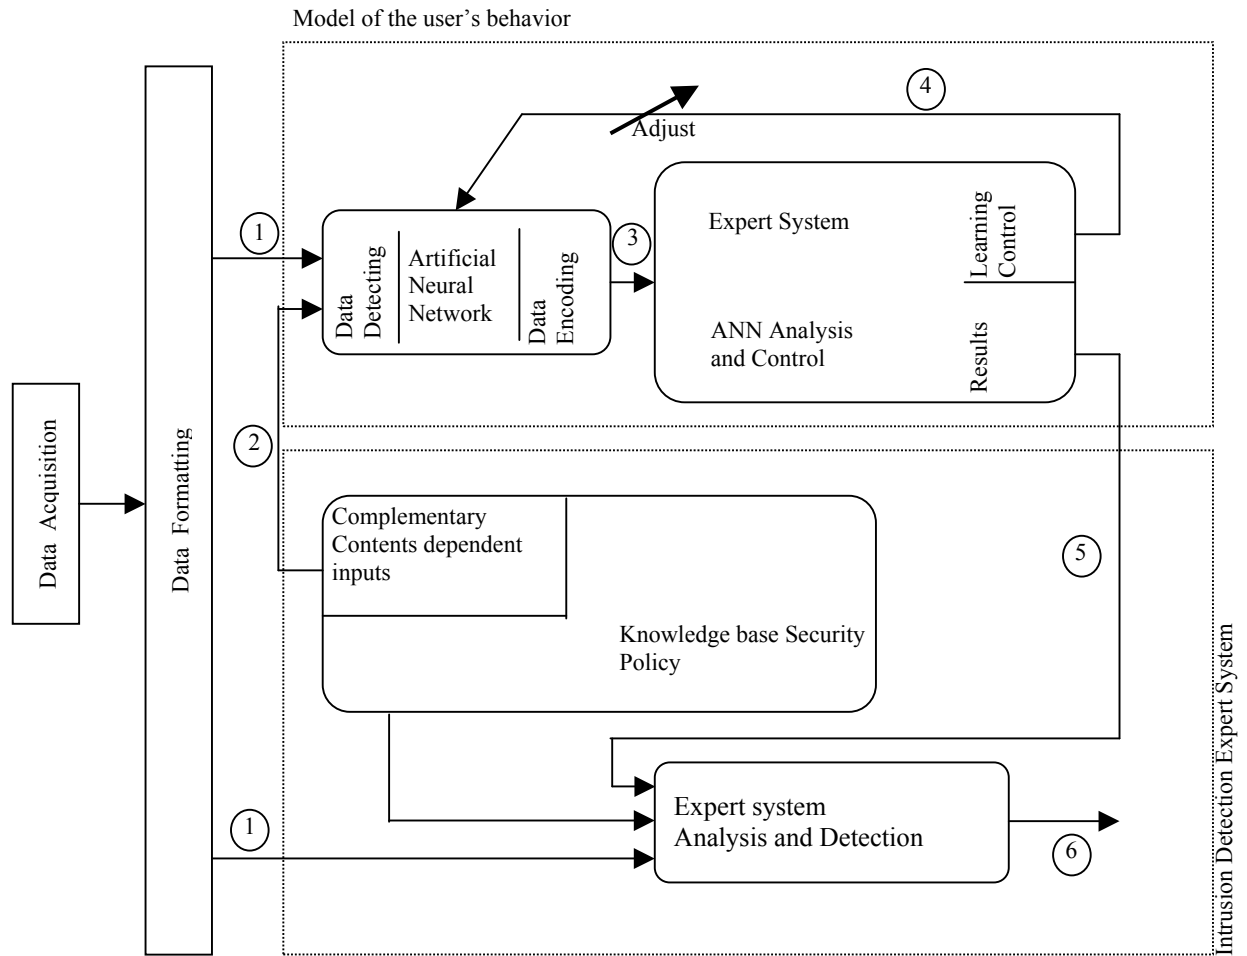 Model of the user's behavior
4
Adjust
1
Data
Detecting
Artificial
Neural
Network
Data
Encoding
3
Expert System
Learning
Control
ANN Analysis
and Control
Results
2
Data Acquisition
Data Formatting
Complementary
Contents dependent
inputs
Knowledge base Security
Policy
5
Intrusion Detection Expert System
1
Expert system
Analysis and Detection
6